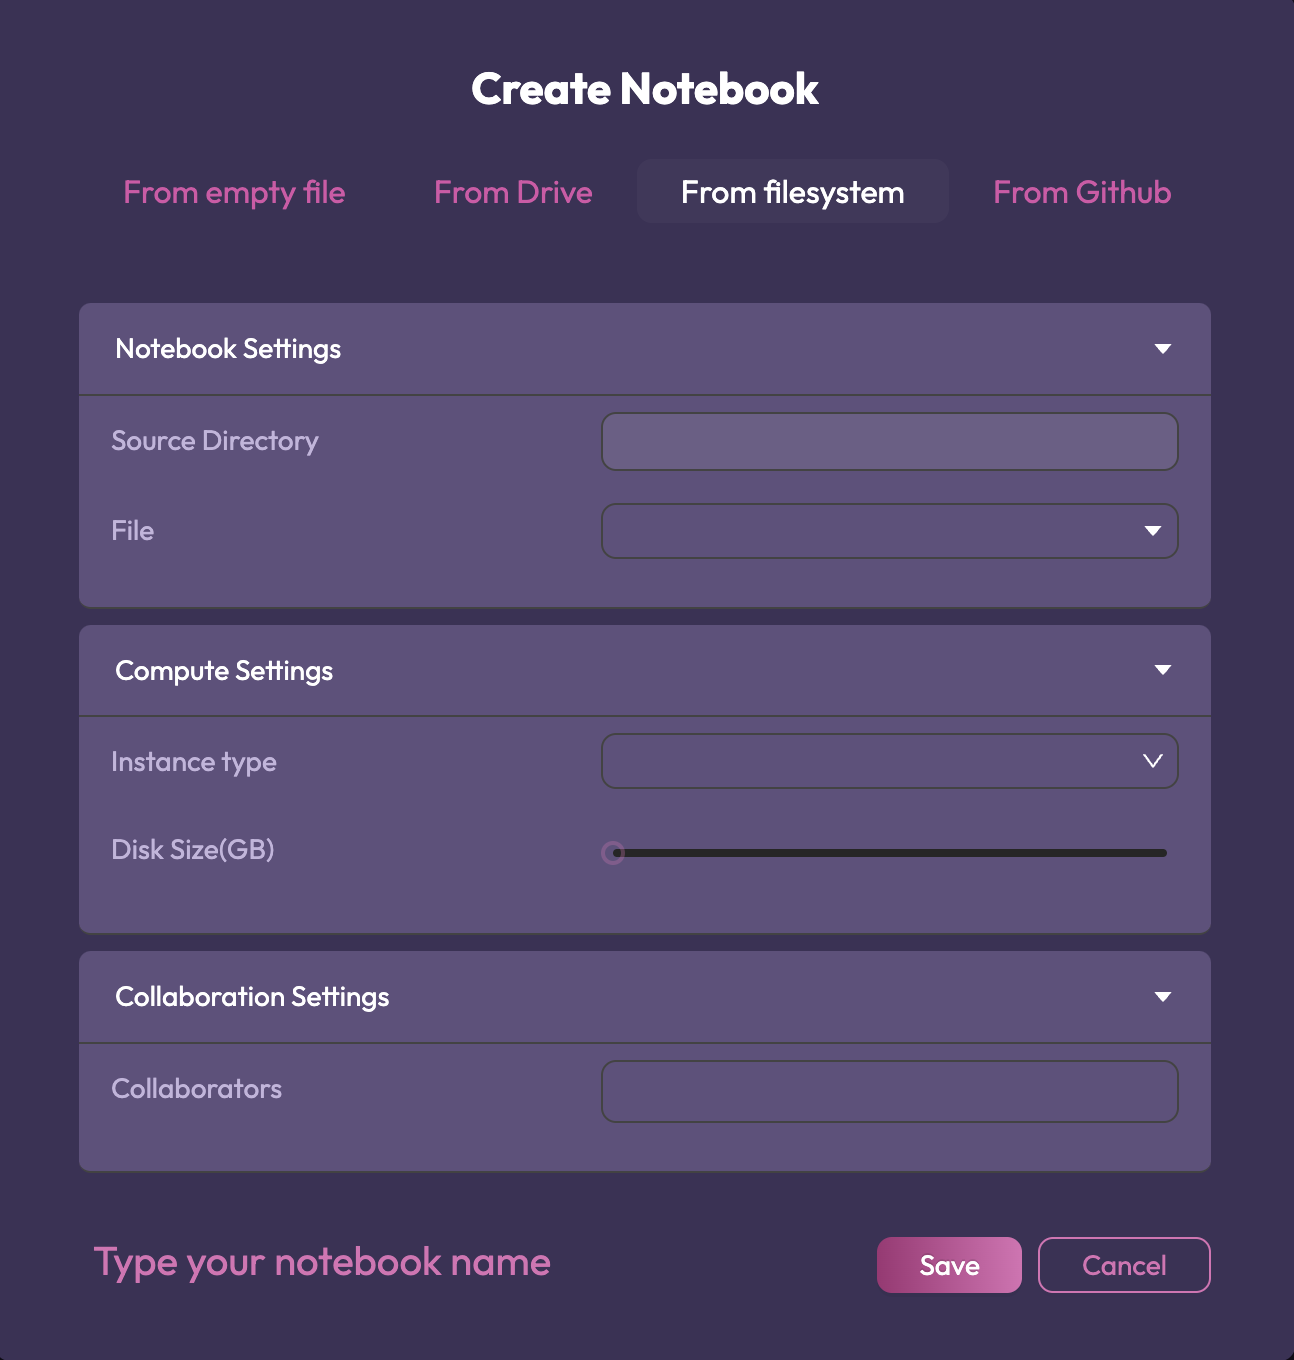 Create Notebook
From empty file From Drive From filesystem From Github
Notebook Settings
Source Directory
File
Compute Settings
Instance type
Disk Size(GB)
Collaboration Settings
Collaborators
Type your notebook name Save Cancel